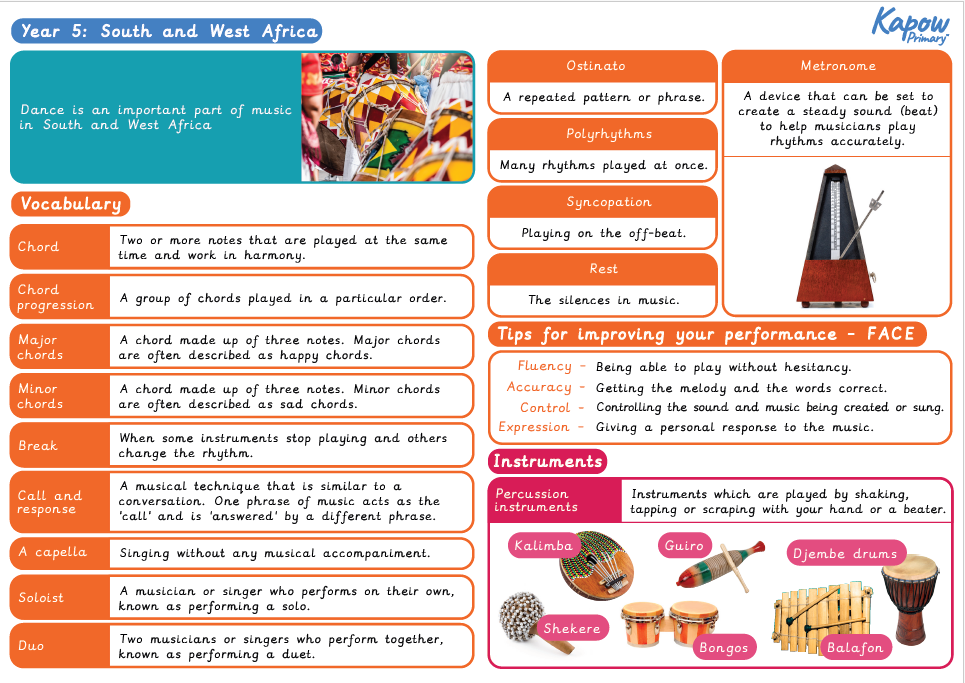 Year 5: South and West Africa
Kapow
Primary™
Dance is an important part of music
in South and West Africa
Vocabulary
Chord
Two or more notes that are played at the same
time and work in harmony.
Chord
progression
A group of chords played in a particular order.
Major
chords
A chord made up of three notes. Major chords
are often described as happy chords.
Minor
chords
A chord made up of three notes. Minor chords
are often described as sad chords.
Break
When some instruments stop playing and others
change the rhythm.
Call and
response
A musical technique that is similar to a
conversation. One phrase of music acts as the
'call' and is 'answered' by a different phrase.
A capella
Singing without any musical accompaniment.
Soloist
A musician or singer who performs on their own,
known as performing a solo.
Duo
Two musicians or singers who perform together,
known as performing a duet.
Ostinato
A repeated pattern or phrase.
Polyrhythms
Many rhythms played at once.
Syncopation
Playing on the off-beat.
Rest
The silences in music.
Metronome
A device that can be set to
create a steady sound (beat)
to help musicians play
rhythms accurately.
Tips for improving your performance - FACE
Fluency - Being able to play without hesitancy.
Accuracy - Getting the melody and the words correct.
Control - Controlling the sound and music being created or sung.
Expression - Giving a personal response to the music.
Instruments
Percussion
instruments
Instruments which are played by shaking,
tapping or scraping with your hand or a beater.
Kalimba
Guiro
Djembe drums
Shekere
Bongos
Balafon